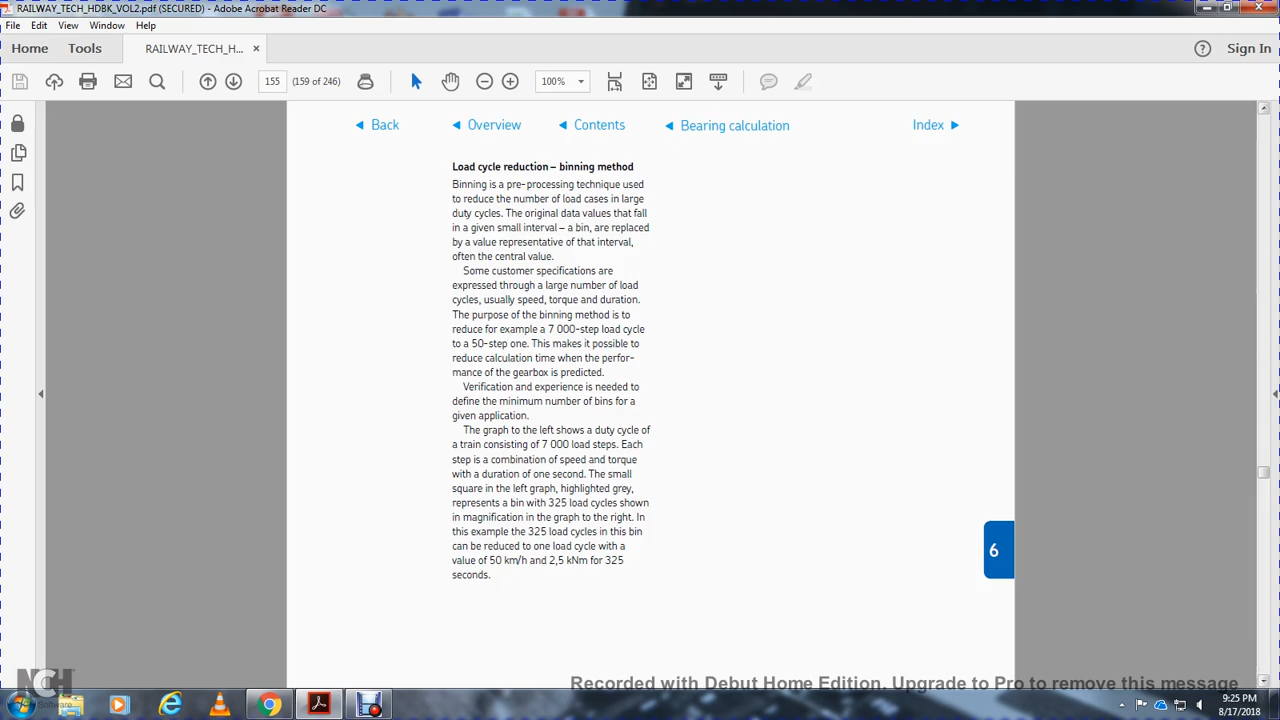 RAILWAY_TECH_HDBK_VOL2.pdf (SECURED) - Adobe Acrobat Reader DC
File Edit View Window Help
Home Tools RAILWAY_TECH_H... × Sign In
155 (159 of 246) 100%
Back Overview Contents Bearing calculation Index
Load cycle reduction – binning method
Binning is a pre-processing technique used
to reduce the number of load cases in large
duty cycles. The original data values that fall
in a given small interval – a bin, are replaced
by a value representative of that interval,
often the central value.
Some customer specifications are
expressed through a large number of load
cycles, usually speed, torque and duration.
The purpose of the binning method is to
reduce for example a 7 000-step load cycle
to a 50-step one. This makes it possible to
reduce calculation time when the perfor-
mance of the gearbox is predicted.
Verification and experience is needed to
define the minimum number of bins for a
given application.
The graph to the left shows a duty cycle of
a train consisting of 7 000 load steps. Each
step is a combination of speed and torque
with a duration of one second. The small
square in the left graph, highlighted grey,
represents a bin with 325 load cycles shown
in magnification in the graph to the right. In
this example the 325 load cycles in this bin
can be reduced to one load cycle with a
value of 50 km/h and 2,5 kNm for 325
seconds.
6
NCH Software
Recorded with Debut Home Edition. Upgrade to Pro to remove this message
9:25 PM
8/17/2018